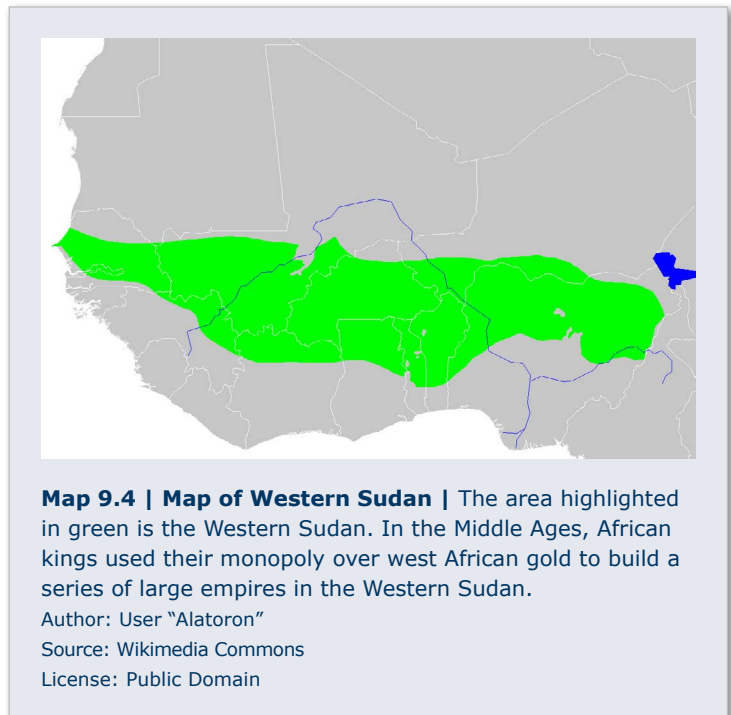 Map 9.4 | Map of Western Sudan | The area highlighted
in green is the Western Sudan. In the Middle Ages, African
kings used their monopoly over west African gold to build a
series of large empires in the Western Sudan.
Author: User “Alatoron”
Source: Wikimedia Commons
License: Public Domain